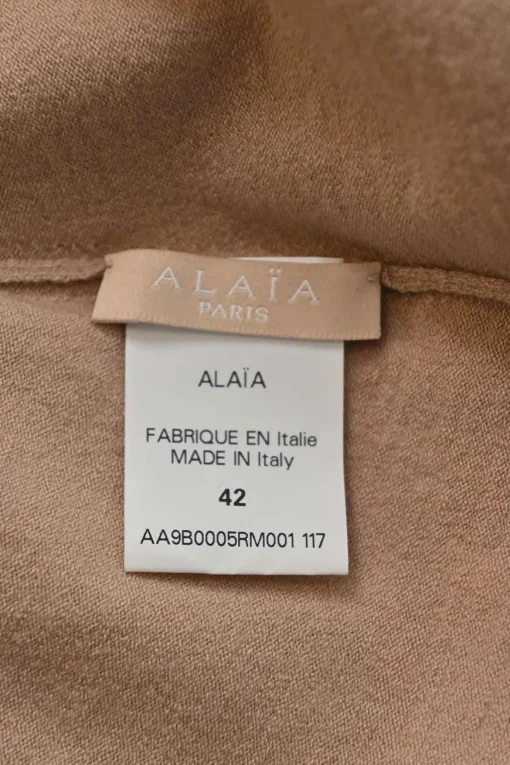 ALAÏA
PARIS
ALAÏA
FABRIQUE EN Italie
MADE IN Italy
42
AA9B0005RM001 117